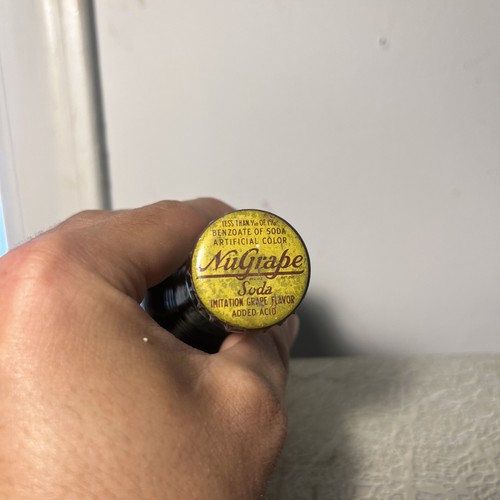 LESS THAN 1/10 OF 1%
BENZOATE OF SODA
ARTIFICIAL COLOR
NuGrape
Soda
IMITATION GRAPE FLAVOR
ADDED ACID